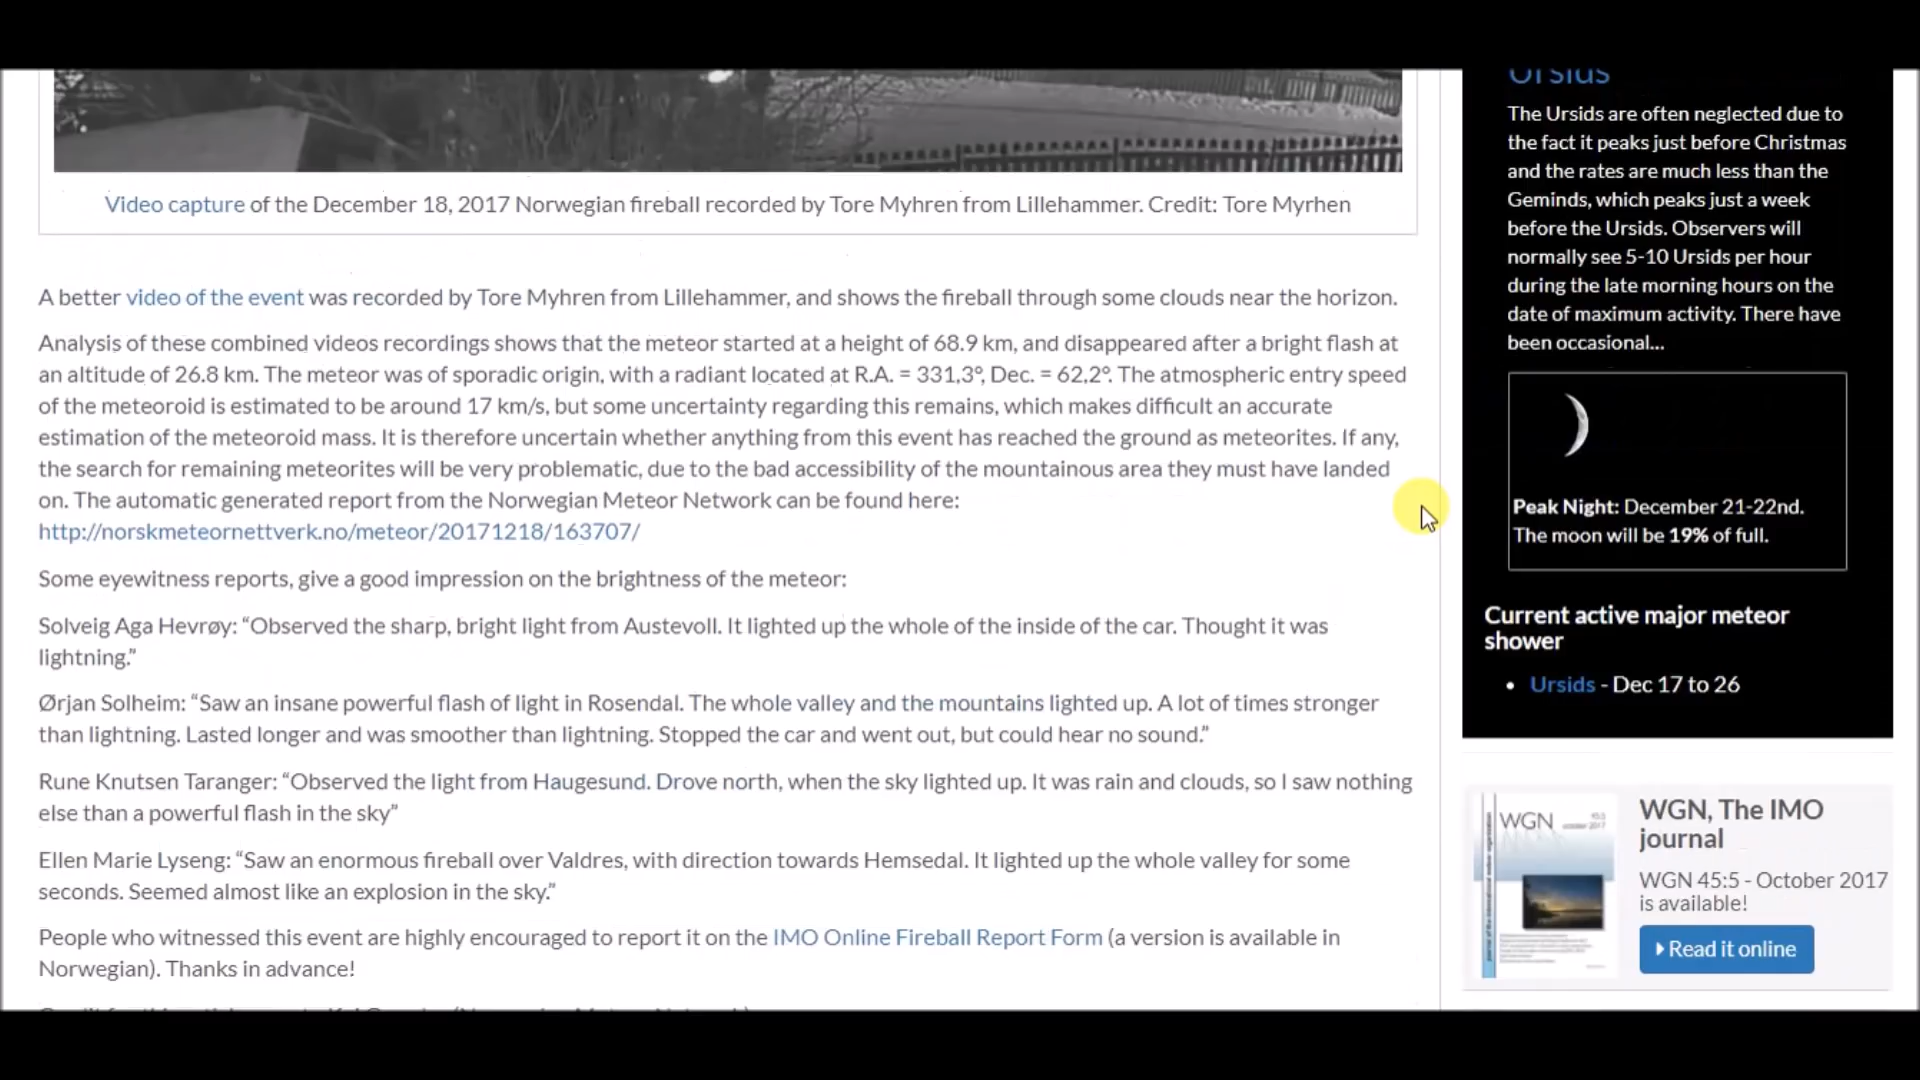 Ursids
The Ursids are often neglected due to
the fact it peaks just before Christmas
and the rates are much less than the
Geminds, which peaks just a week
before the Ursids. Observers will
normally see 5-10 Ursids per hour
during the late morning hours on the
date of maximum activity. There have
been occasional...
Peak Night: December 21-22nd.
The moon will be 19% of full.
Current active major meteor
shower
• Ursids - Dec 17 to 26
WGN
WGN, The IMO
journal
WGN 45:5 - October 2017
is available!
Read it online
Video capture of the December 18, 2017 Norwegian fireball recorded by Tore Myhren from Lillehammer. Credit: Tore Myrhen
A better video of the event was recorded by Tore Myhren from Lillehammer, and shows the fireball through some clouds near the horizon.
Analysis of these combined videos recordings shows that the meteor started at a height of 68.9 km, and disappeared after a bright flash at
an altitude of 26.8 km. The meteor was of sporadic origin, with a radiant located at R.A. = 331,3°, Dec. = 62,2°. The atmospheric entry speed
of the meteoroid is estimated to be around 17 km/s, but some uncertainty regarding this remains, which makes difficult an accurate
estimation of the meteoroid mass. It is therefore uncertain whether anything from this event has reached the ground as meteorites. If any,
the search for remaining meteorites will be very problematic, due to the bad accessibility of the mountainous area they must have landed
on. The automatic generated report from the Norwegian Meteor Network can be found here:
http://norskmeteornettverk.no/meteor/20171218/163707/
Some eyewitness reports, give a good impression on the brightness of the meteor:
Solveig Aga Hevrøy: “Observed the sharp, bright light from Austevoll. It lighted up the whole of the inside of the car. Thought it was
lightning.”
Ørjan Solheim: “Saw an insane powerful flash of light in Rosendal. The whole valley and the mountains lighted up. A lot of times stronger
than lightning. Lasted longer and was smoother than lightning. Stopped the car and went out, but could hear no sound.”
Rune Knutsen Taranger: “Observed the light from Haugesund. Drove north, when the sky lighted up. It was rain and clouds, so I saw nothing
else than a powerful flash in the sky”
Ellen Marie Lyseng: “Saw an enormous fireball over Valdres, with direction towards Hemsedal. It lighted up the whole valley for some
seconds. Seemed almost like an explosion in the sky.”
People who witnessed this event are highly encouraged to report it on the IMO Online Fireball Report Form (a version is available in
Norwegian). Thanks in advance!